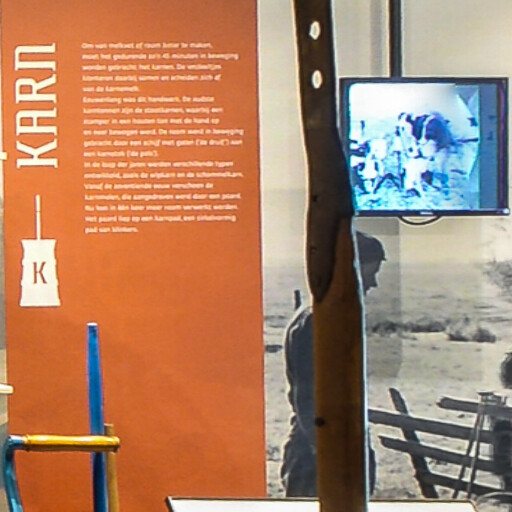 KARN
Om van melkvet of room boter te maken,
moet het gedurende zo'n 45 minuten in beweging
worden gebracht: het karnen. De vetdeeltjes
klonteren daarbij samen en scheiden zich af
van de karnemelk.
Eeuwenlang was dit handwerk. De oudste
karntonnen zijn de stootkarnen, waarbij een
stamper in een houten ton met de hand op
en neer bewogen werd. De room werd in beweging
gebracht door een schijf met gaten ('de bruif') aan
een karnstok ('de pols').
In de loop der jaren werden verschillende typen
ontwikkeld, zoals de wipkarn en de schommelkarn.
Vanaf de zeventiende eeuw verscheen de
karnmolen, die aangedreven werd door een paard.
Nu kon in één keer meer room verwerkt worden.
Het paard liep op een karnpad, een cirkelvormig
pad van klinkers.
K